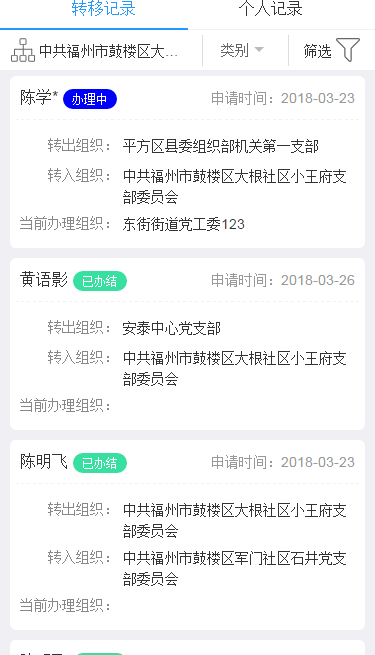 转移记录 个人记录
中共福州市鼓楼区大... 类别 筛选
陈学* 办理中 申请时间：2018-03-23
转出组织： 平方区县委组织部机关第一支部
转入组织： 中共福州市鼓楼区大根社区小王府支
部委员会
当前办理组织： 东街街道党工委123
黄语影 已办结 申请时间：2018-03-26
转出组织： 安泰中心党支部
转入组织： 中共福州市鼓楼区大根社区小王府支
部委员会
当前办理组织：
陈明飞 已办结 申请时间：2018-03-23
转出组织： 中共福州市鼓楼区大根社区小王府支
部委员会
转入组织： 中共福州市鼓楼区军门社区石井党支
部委员会
当前办理组织：